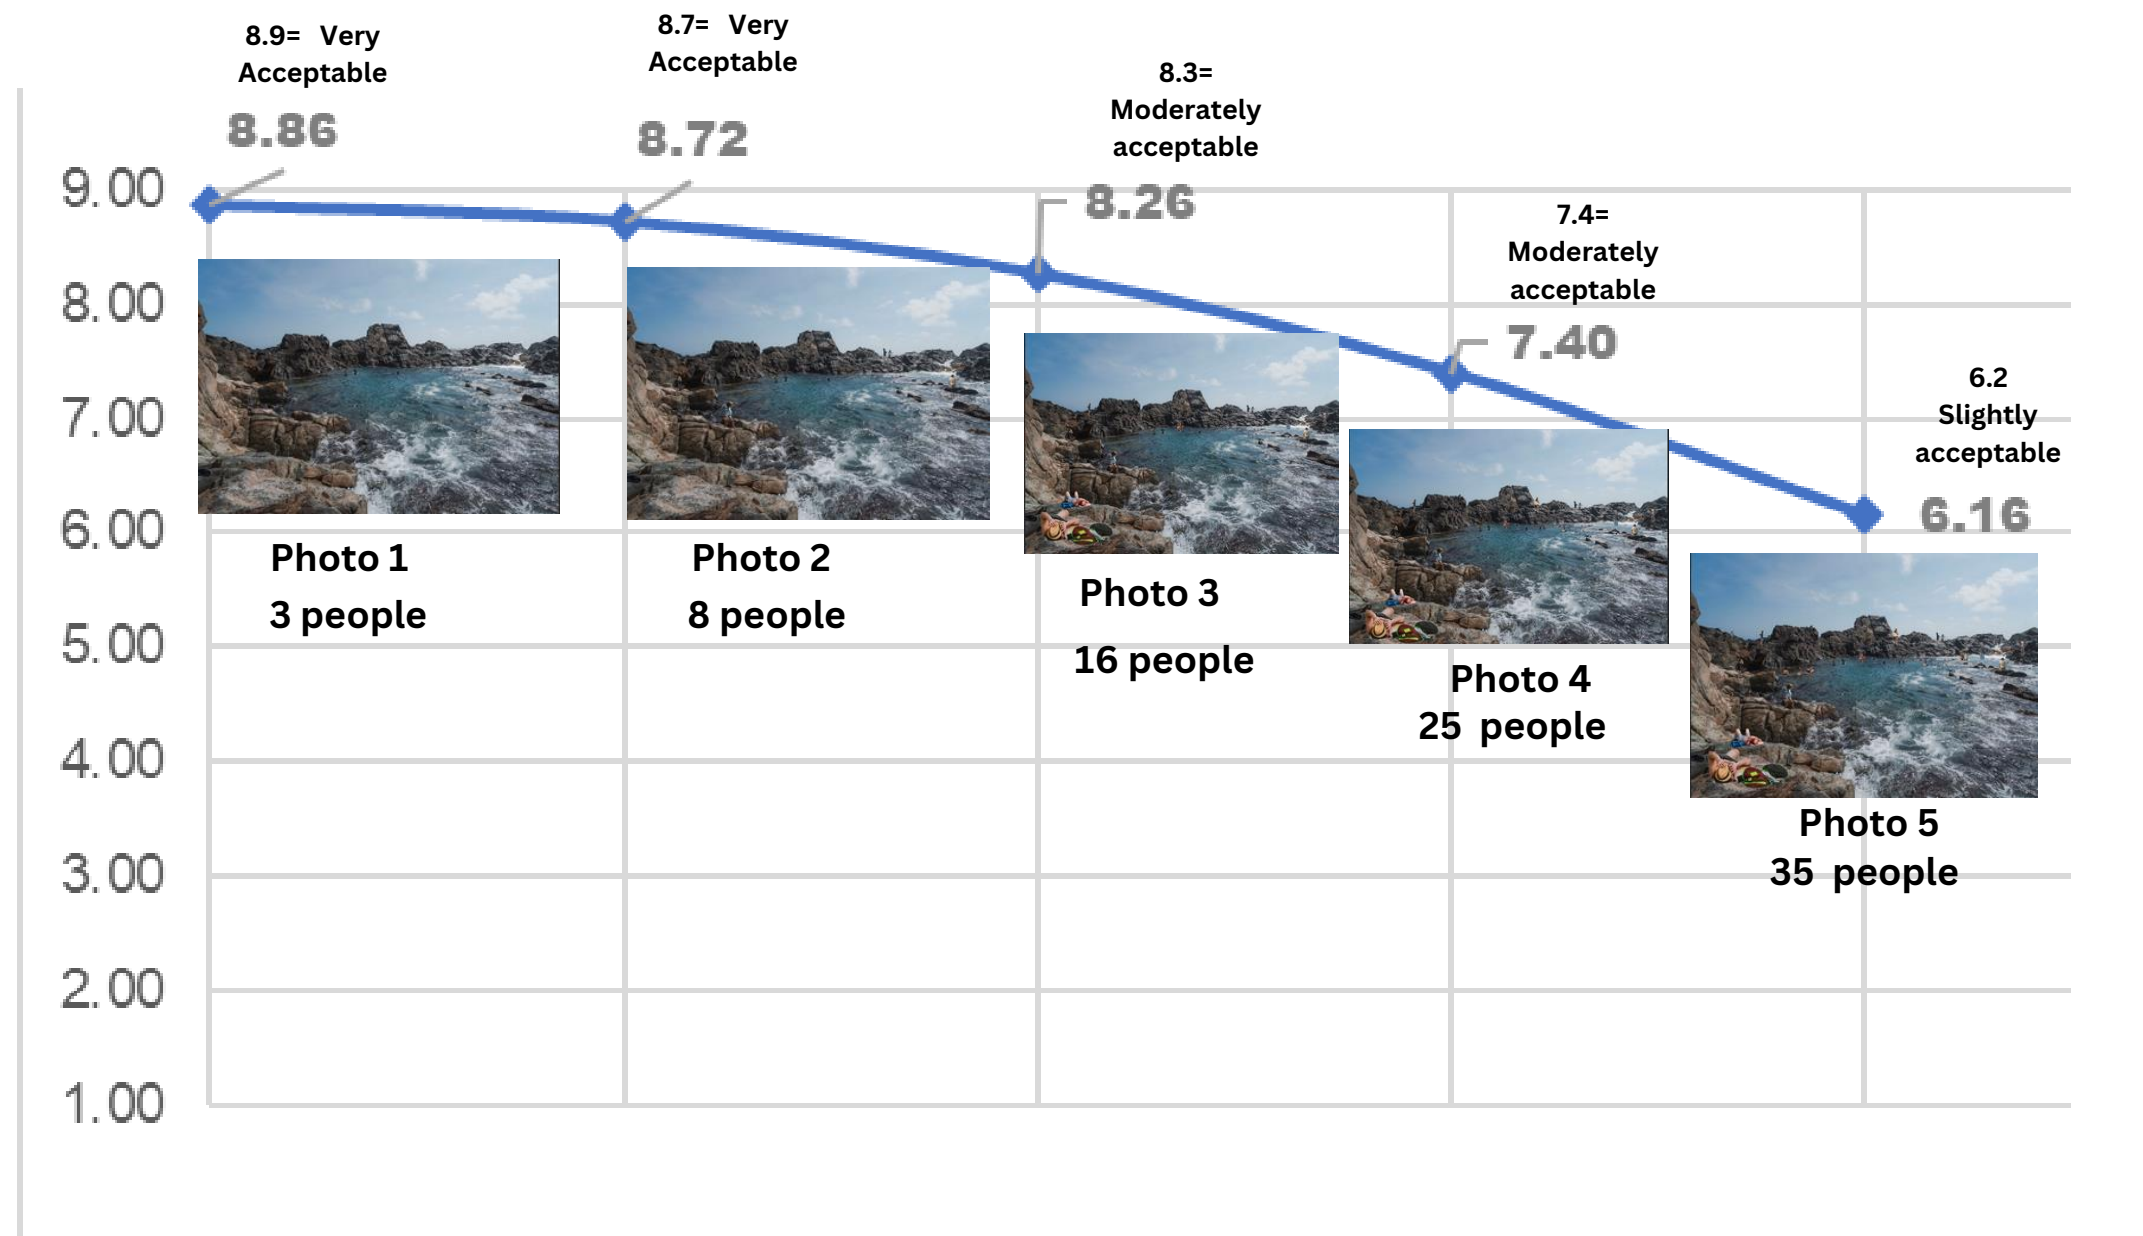 8.9= Very
Acceptable
8.7= Very
Acceptable
8.3=
Moderately
acceptable
7.4=
Moderately
acceptable
6.2
Slightly
acceptable
8.86
8.72
8.26
7.40
6.16
9.00
8.00
7.00
6.00
5.00
4.00
3.00
2.00
1.00
Photo 1
3 people
Photo 2
8 people
Photo 3
16 people
Photo 4
25 people
Photo 5
35 people